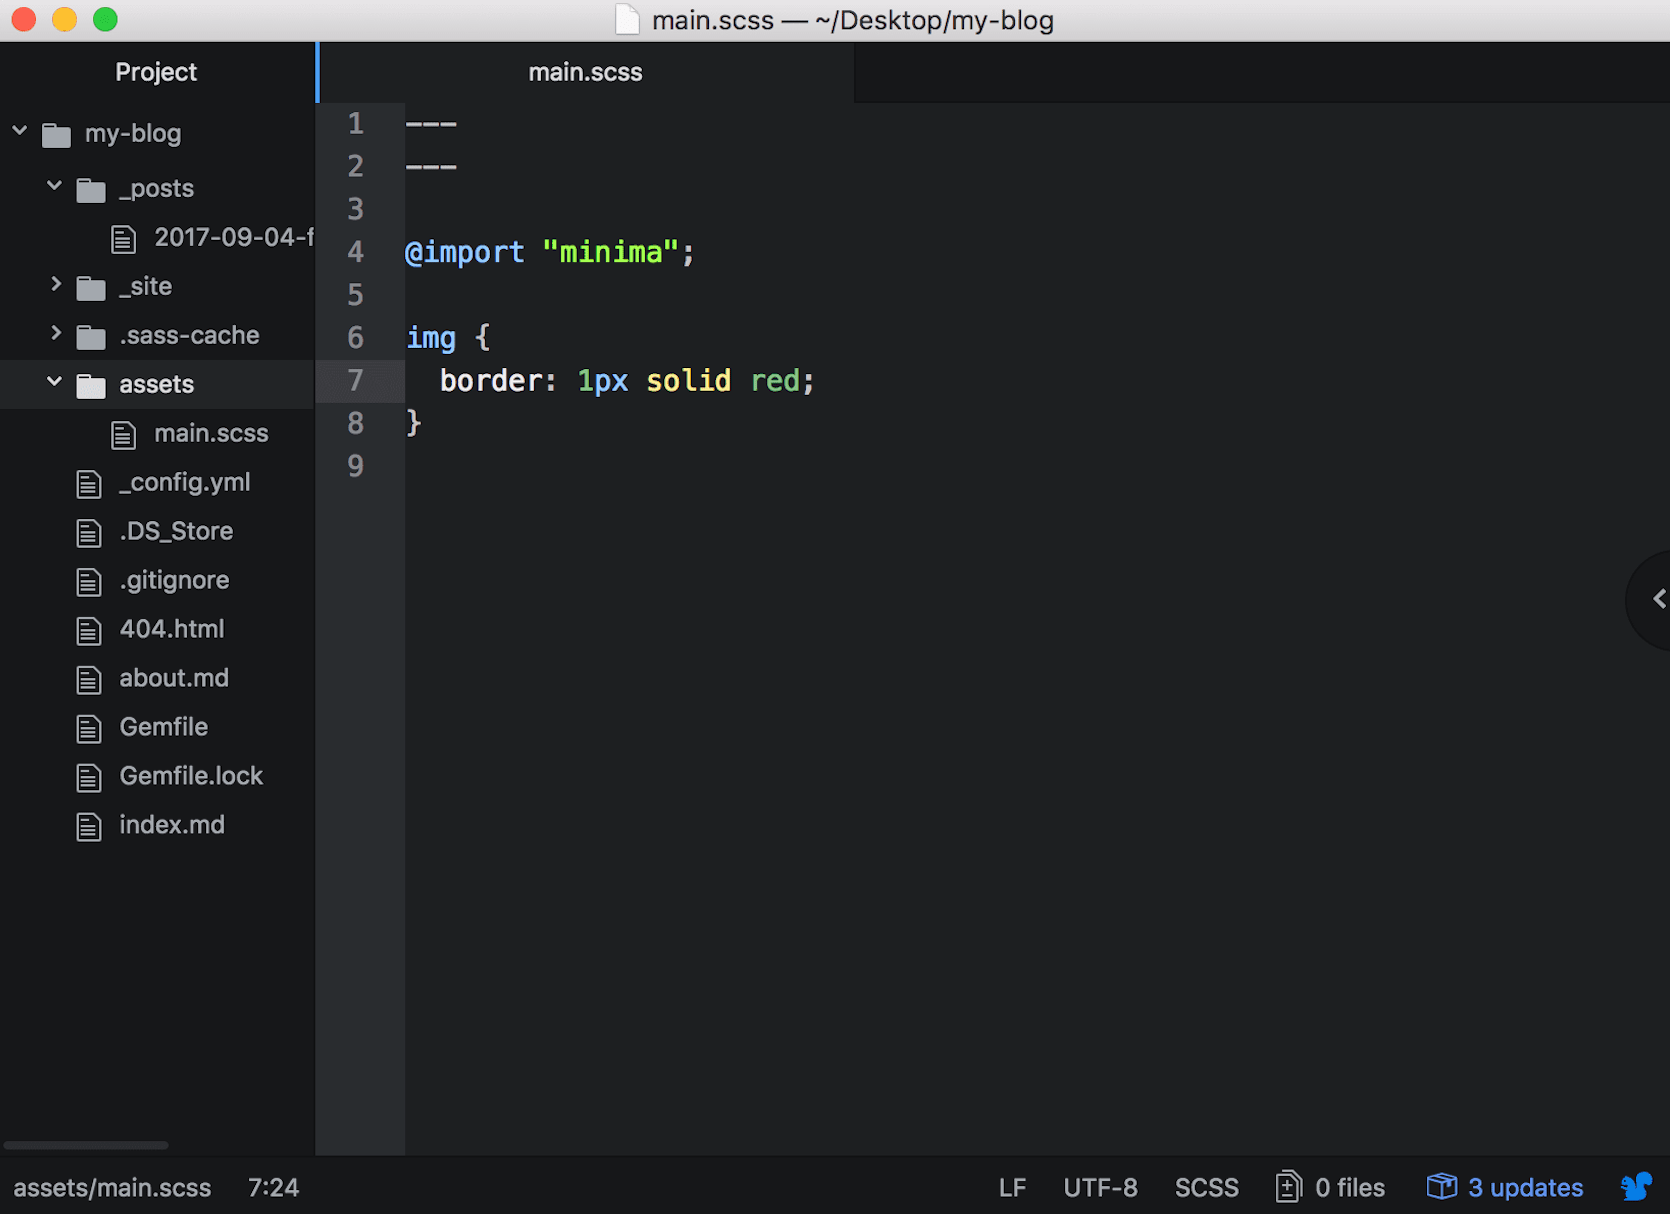 main.scss — ~/Desktop/my-blog
Project
my-blog
_posts
2017-09-04-f
_site
.sass-cache
assets
main.scss
_config.yml
.DS_Store
.gitignore
404.html
about.md
Gemfile
Gemfile.lock
index.md
main.scss
1 ---
2 ---
3
4 @import "minima";
5
6 img {
7   border: 1px solid red;
8 }
9
assets/main.scss 7:24 LF UTF-8 SCSS 0 files 3 updates